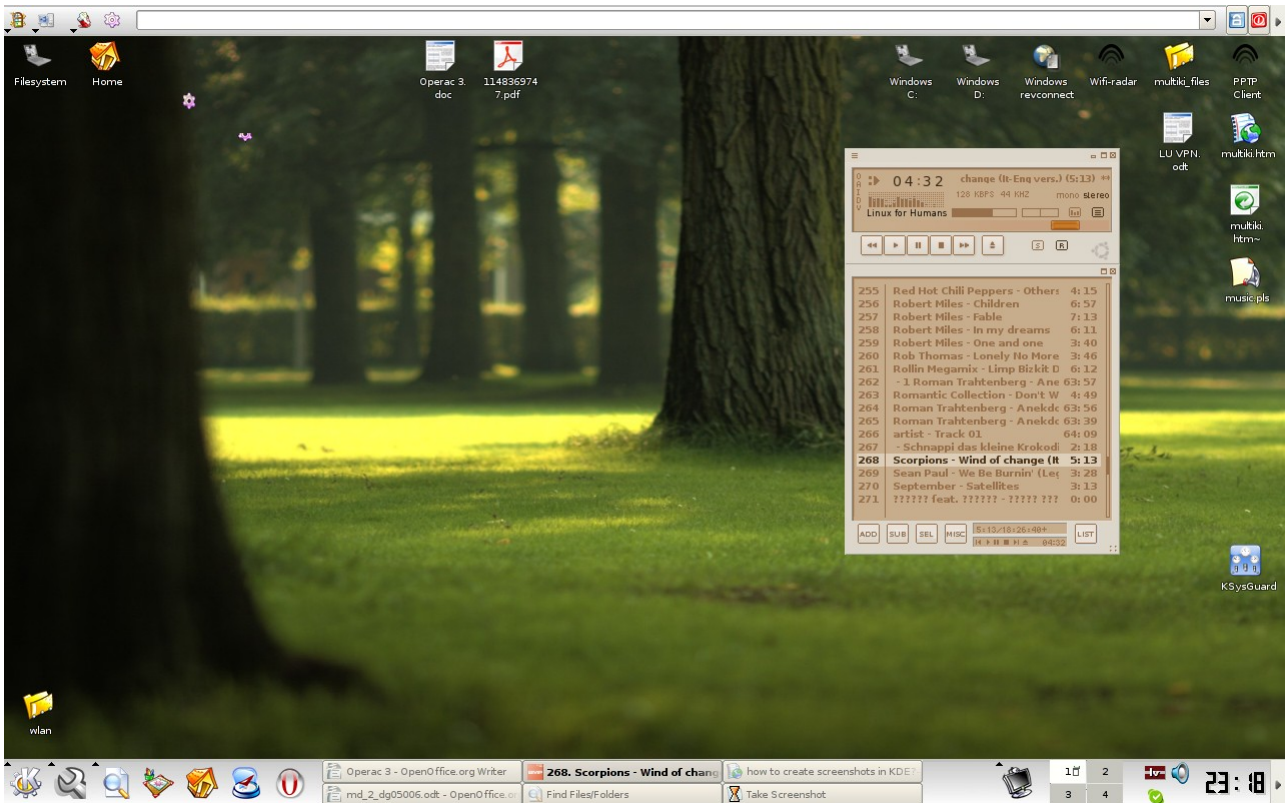 Filesystem
Home
Operac 3.
doc
114836974
7.pdf
Windows
C:
Windows
D:
Windows
revconnect
Wifi-radar
multiki_files
PPTP
Client
LU VPN.
odt
multiki.htm
multiki.
htm~
music.pls
KSysGuard
wlan
O
A
I
D
V
04:32
change (It-Eng vers.) (5:13) **
128 KBPS 44 KHZ
mono stereo
Linux for Humans
S
R
255 Red Hot Chili Peppers - Others 4:15
256 Robert Miles - Children 6:57
257 Robert Miles - Fable 7:13
258 Robert Miles - In my dreams 6:11
259 Robert Miles - One and one 3:40
260 Rob Thomas - Lonely No More 3:46
261 Rollin Megamix - Limp Bizkit D 6:12
262 - 1 Roman Trahtenberg - Ane 63:57
263 Romantic Collection - Don't W 4:49
264 Roman Trahtenberg - Anekdo 63:56
265 Roman Trahtenberg - Anekdo 63:39
266 artist - Track 01 64:09
267 - Schnappi das kleine Krokodi 2:18
268 Scorpions - Wind of change (It 5:13
269 Sean Paul - We Be Burnin' (Leg 3:28
270 September - Satellites 3:13
271 ?????? feat. ?????? - ????? ??? 0:00
ADD SUB SEL MISC 5:13/18:26:40+ LIST
04:32
Operac 3 - OpenOffice.org Writer
268. Scorpions - Wind of chang
how to create screenshots in KDE?
md_2_dg05006.odt - OpenOffice.or
Find Files/Folders
Take Screenshot
1 2
3 4
lv
23:18